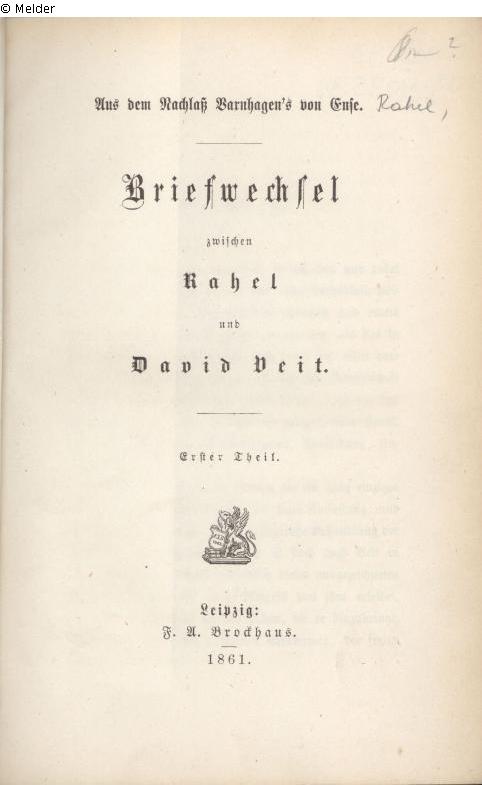 © Melder
Aus dem Nachlaß Varnhagen's von Ense. Rahel,
Briefwechsel
zwischen
Rahel
und
David Veit.
Erster Theil.
Leipzig:
F. A. Brockhaus.
1861.